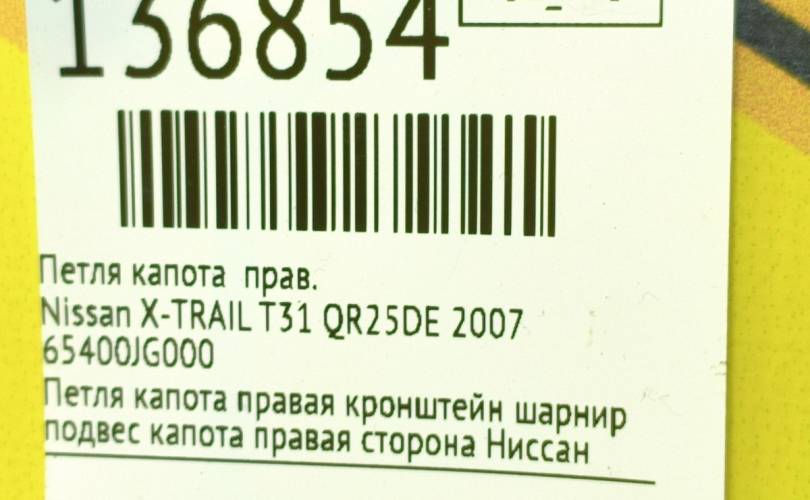 136854
Петля капота прав.
Nissan X-TRAIL T31 QR25DE 2007
65400JG000
Петля капота правая кронштейн шарнир
подвес капота правая сторона Ниссан